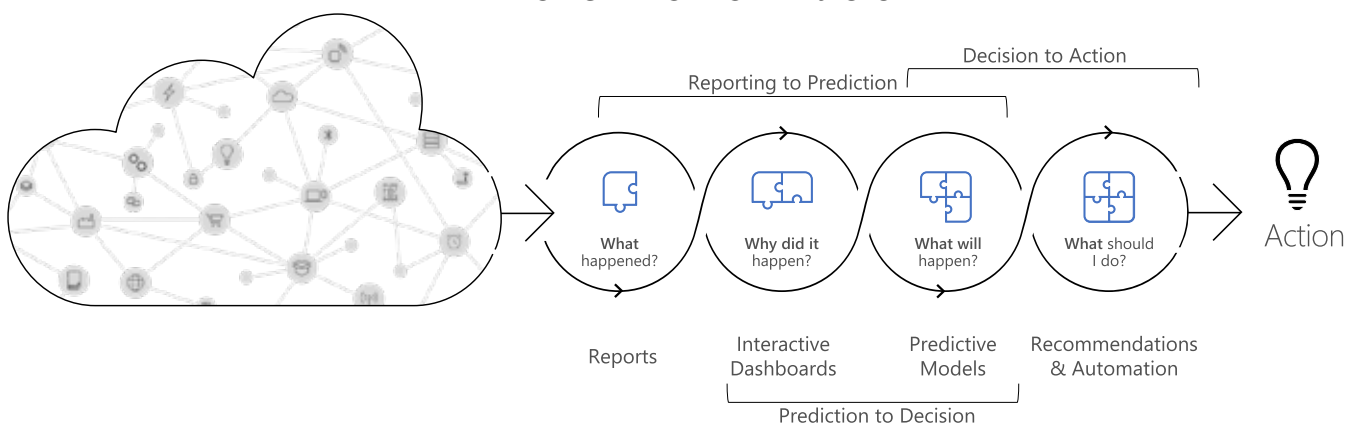 Decision to Action
Reporting to Prediction
What
happened?
Why did it
happen?
What will
happen?
What should
I do?
Action
Reports
Interactive
Dashboards
Predictive
Models
Recommendations
& Automation
Prediction to Decision